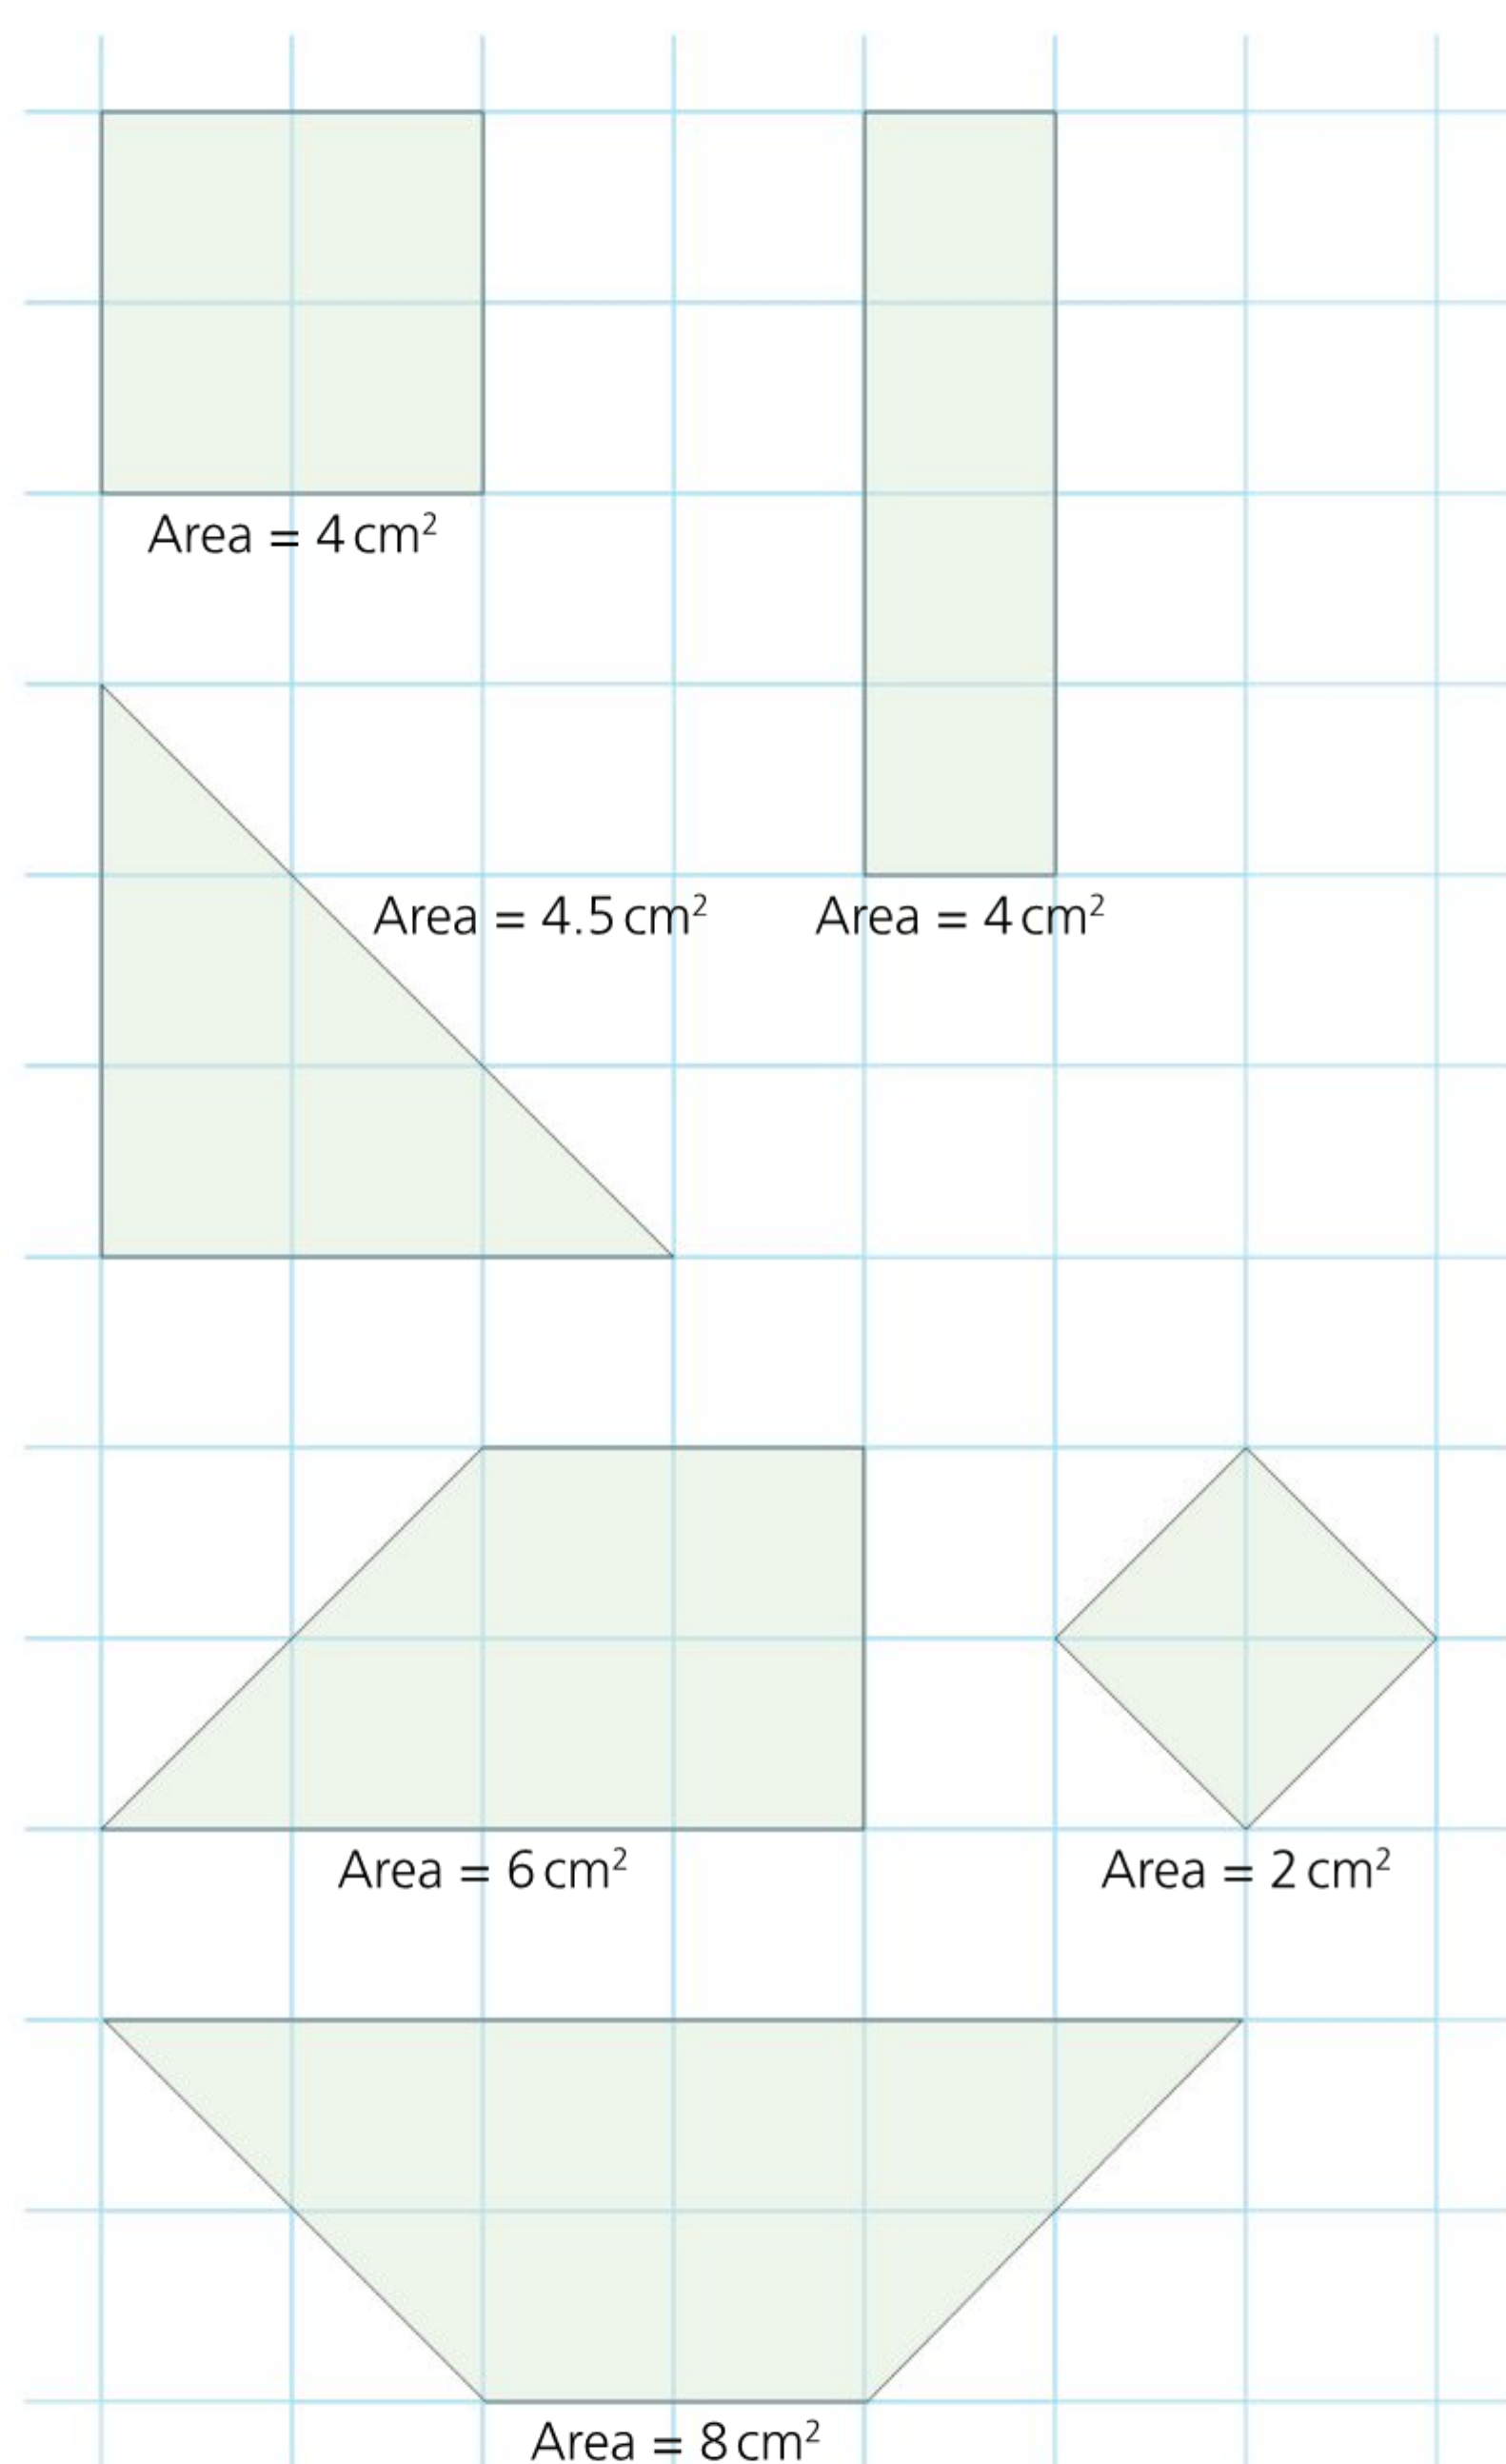 Area = 4 cm²
Area = 4.5 cm²
Area = 4 cm²
Area = 6 cm²
Area = 2 cm²
Area = 8 cm²